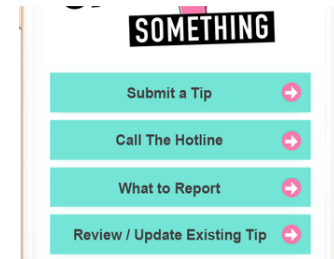 SOMETHING
Submit a Tip
Call The Hotline
What to Report
Review / Update Existing Tip